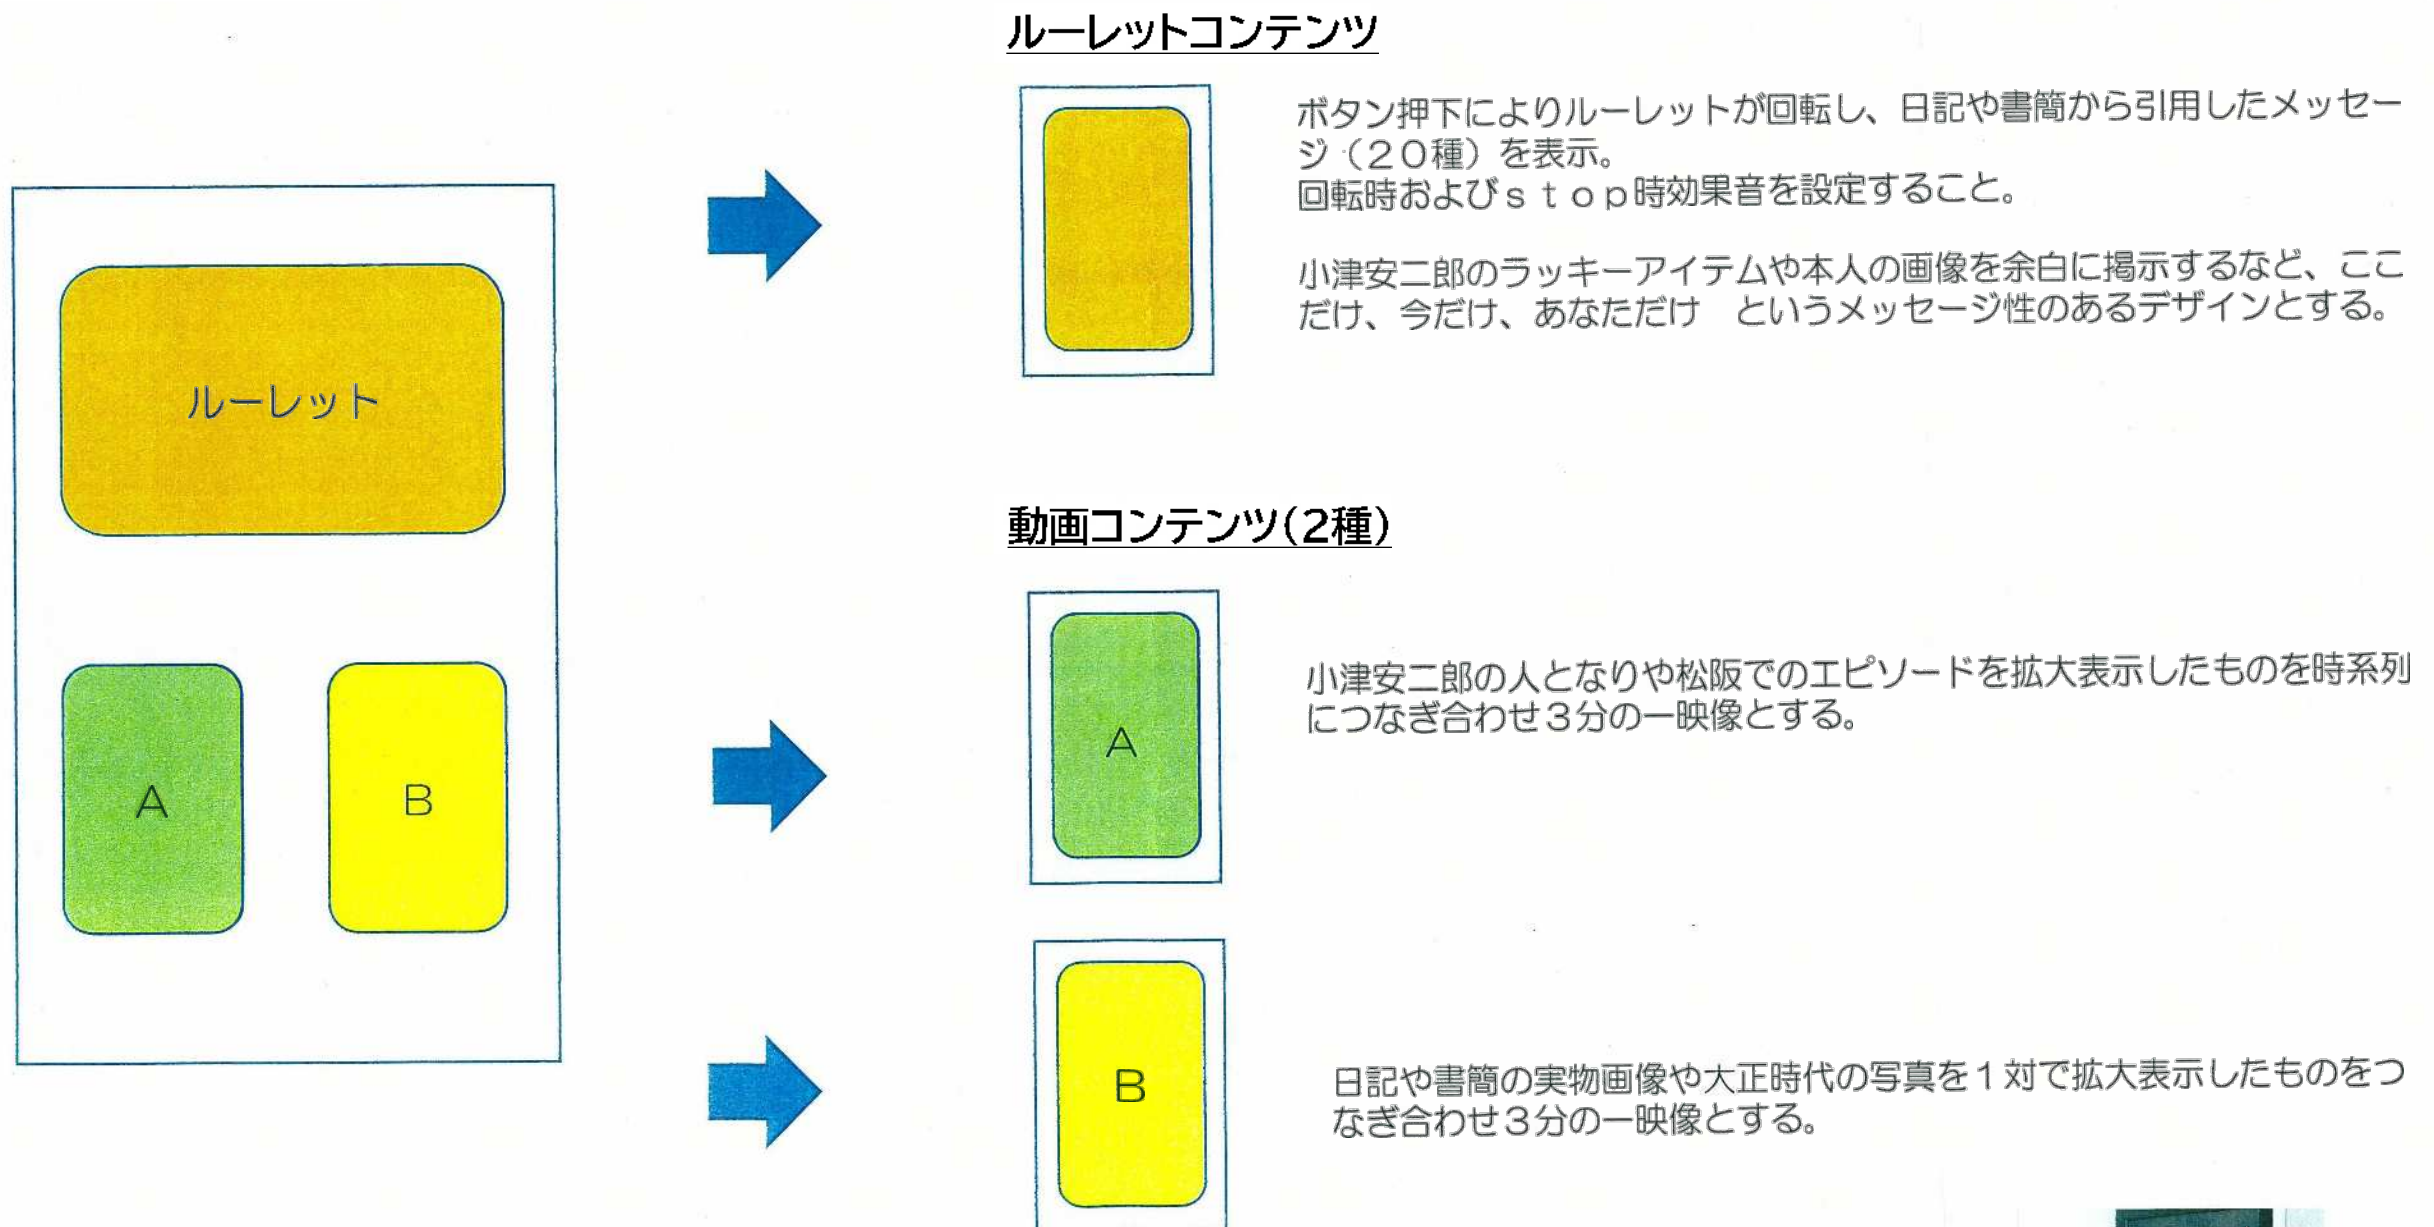 ルーレットコンテンツ
ボタン押下によりルーレットが回転し、日記や書簡から引用したメッセー
ジ（２０種）を表示。
回転時およびｓｔｏｐ時効果音を設定すること。
小津安二郎のラッキーアイテムや本人の画像を余白に掲示するなど、ここ
だけ、今だけ、あなただけ　というメッセージ性のあるデザインとする。
ルーレット
A
B
動画コンテンツ(2種)
A
小津安二郎の人となりや松阪でのエピソードを拡大表示したものを時系列
につなぎ合わせ３分の一映像とする。
B
日記や書簡の実物画像や大正時代の写真を１対で拡大表示したものをつ
なぎ合わせ３分の一映像とする。